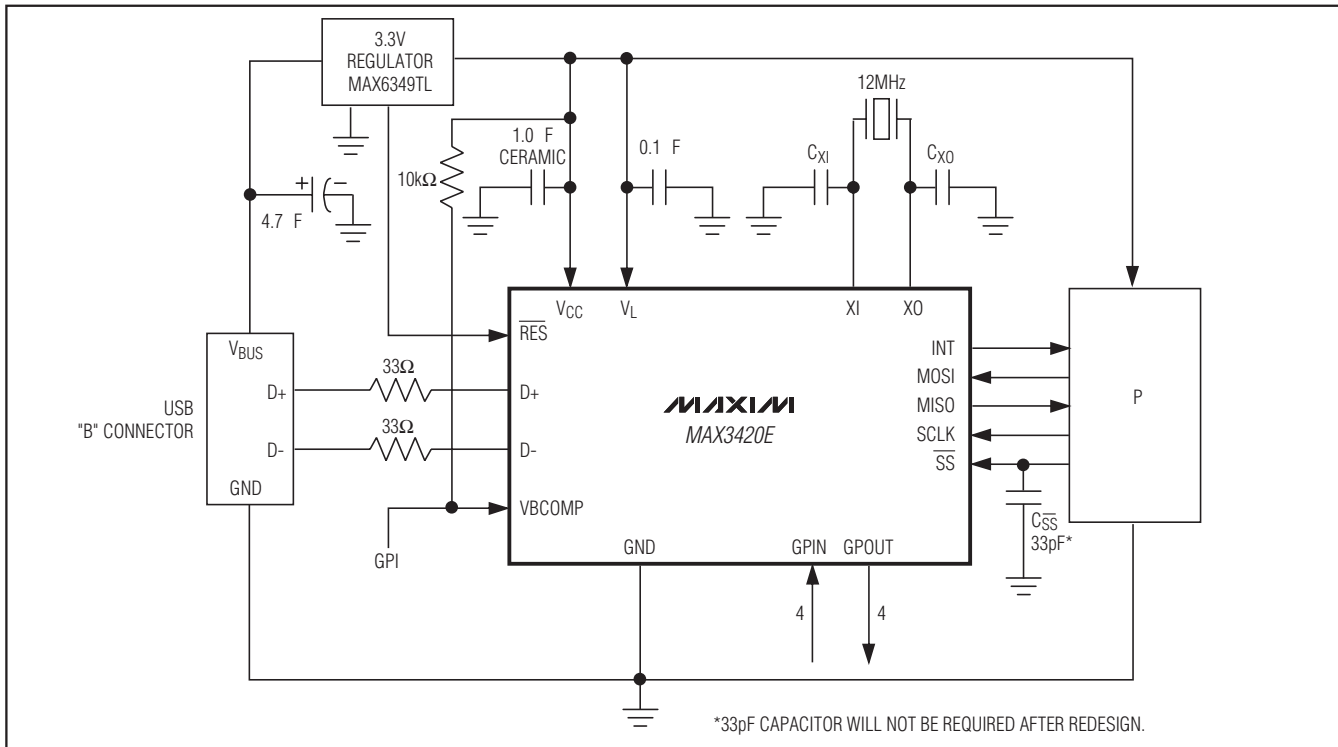 3.3V
REGULATOR
MAX6349TL
12MHz
1.0 F
CERAMIC
0.1 F
CXI
CXO
10kΩ
+ −
4.7 F
VCC
VL
XI
XO
RES
VBUS
D+
D-
GND
USB
"B" CONNECTOR
33Ω
33Ω
D+
D-
VBCOMP
GPI
MAXIM
MAX3420E
INT
MOSI
MISO
SCLK
SS
P
CSS
33pF*
GND
GPIN
GPOUT
4
4
*33pF CAPACITOR WILL NOT BE REQUIRED AFTER REDESIGN.